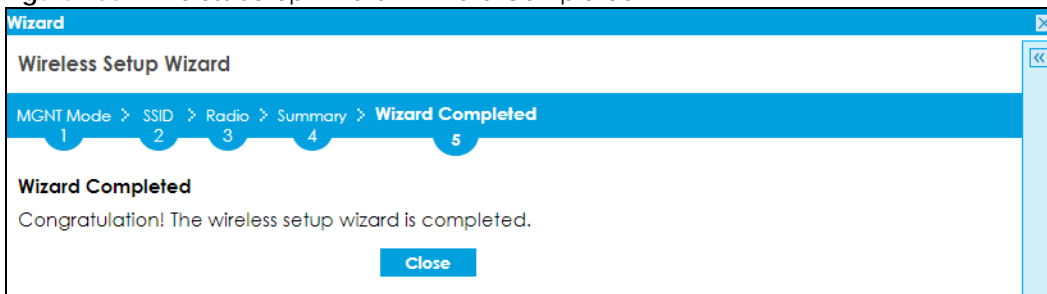 Wizard
Wireless Setup Wizard
MGNT Mode > SSID > Radio > Summary > Wizard Completed
1 2 3 4 5
Wizard Completed
Congratulation! The wireless setup wizard is completed.
Close